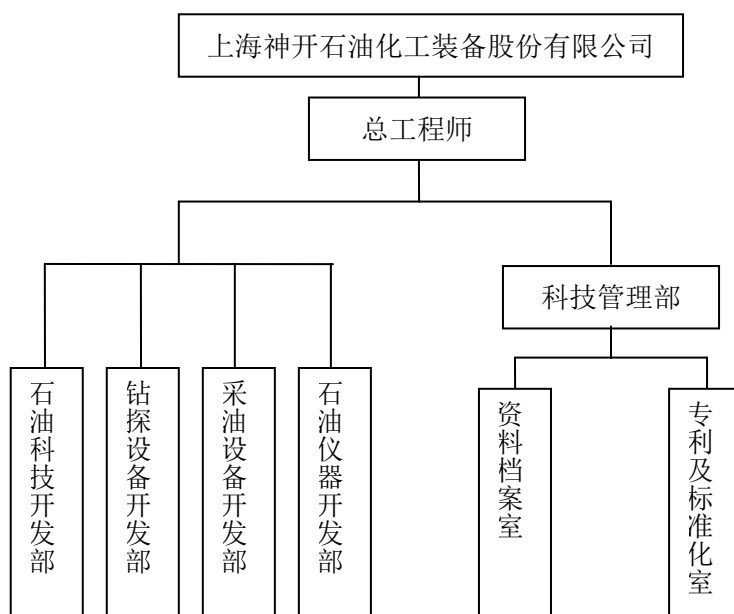 上海神开石油化工装备股份有限公司
总工程师
科技管理部
石油科技开发部
钻探设备开发部
采油设备开发部
石油仪器开发部
资料档案室
专利及标准化室